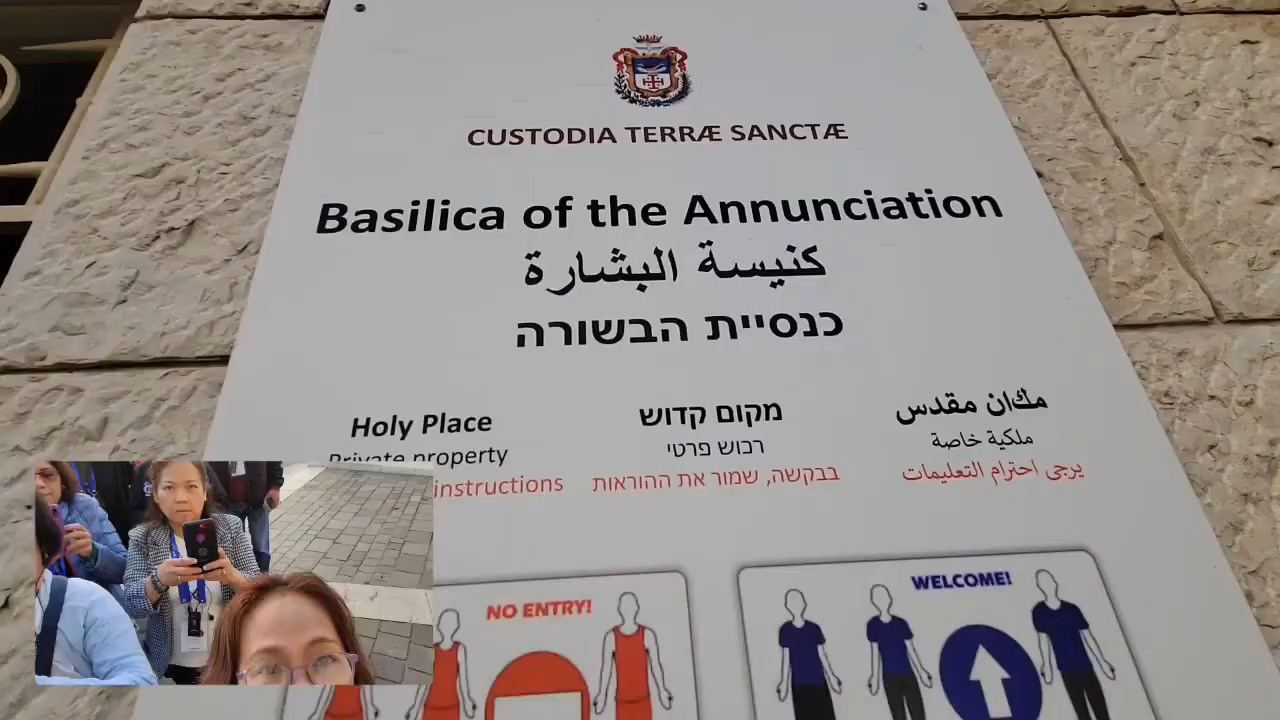 CUSTODIA TERRÆ SANCTÆ
Basilica of the Annunciation
كنيسة البشارة
כנסיית הבשורה
Holy Place
Private property
instructions
מקום קדוש
רכוש פרטי
בבקשה, שמור את ההוראות
مكان مقدس
ملكية خاصة
يرجى احترام التعليمات
NO ENTRY!
WELCOME!